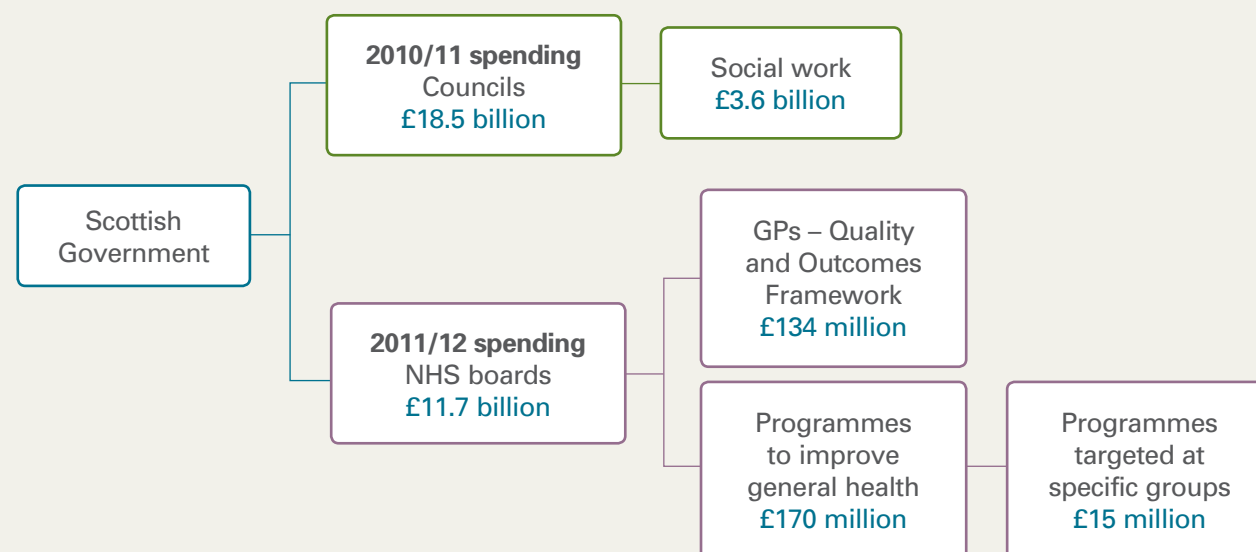 Scottish
Government
2010/11 spending
Councils
£18.5 billion
Social work
£3.6 billion
2011/12 spending
NHS boards
£11.7 billion
GPs – Quality
and Outcomes
Framework
£134 million
Programmes
to improve
general health
£170 million
Programmes
targeted at
specific groups
£15 million